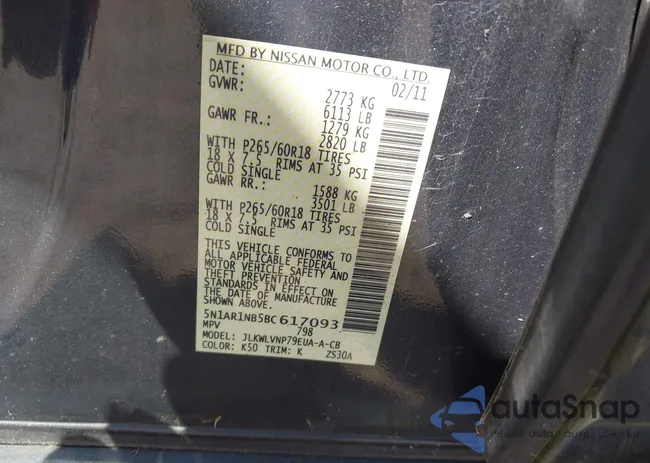 MFD BY NISSAN MOTOR CO., LTD.
DATE: 02/11
GVWR: 2773 KG
6113 LB
GAWR FR.: 1279 KG
2820 LB
WITH P265/60R18 TIRES
18 X 7.5 RIMS AT 35 PSI
COLD SINGLE
GAWR RR.: 1588 KG
3501 LB
WITH P265/60R18 TIRES
18 X 7.5 RIMS AT 35 PSI
COLD SINGLE
THIS VEHICLE CONFORMS TO
ALL APPLICABLE FEDERAL
MOTOR VEHICLE SAFETY AND
THEFT PREVENTION
STANDARDS IN EFFECT ON
THE DATE OF MANUFACTURE
SHOWN ABOVE.
5N1AR1NB5BC617093
MPV 798
MODEL: JLKWLVNP79EUA-A-CB
COLOR: K50 TRIM: K ZS30A
autoSnap